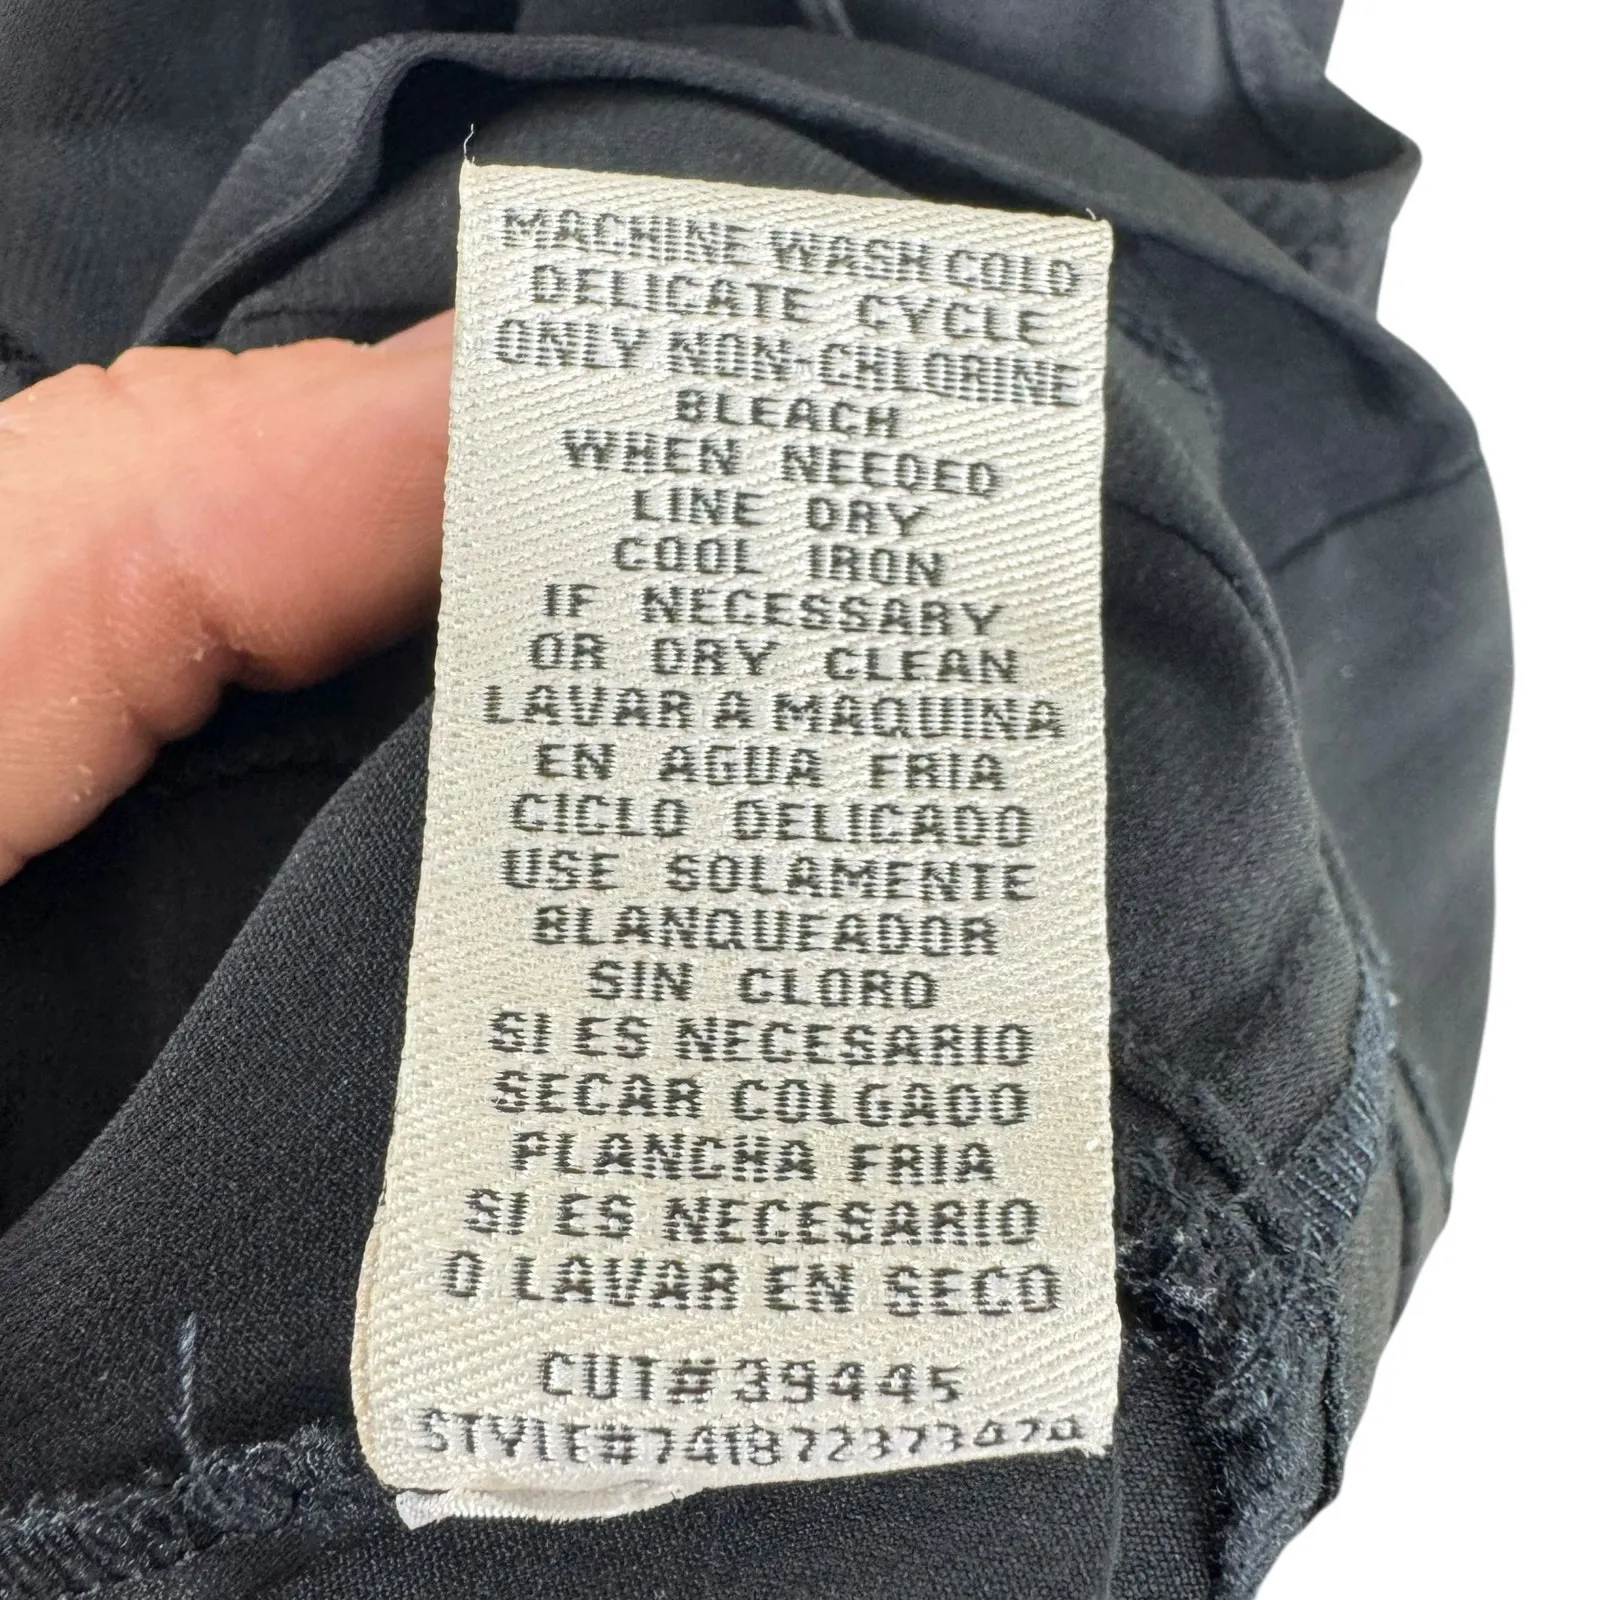 MACHINE WASH COLD
DELICATE CYCLE
ONLY NON-CHLORINE
BLEACH
WHEN NEEDED
LINE DRY
COOL IRON
IF NECESSARY
OR DRY CLEAN
LAVAR A MAQUINA
EN AGUA FRIA
CICLO DELICADO
USE SOLAMENTE
BLANQUEADOR
SIN CLORO
SI ES NECESARIO
SECAR COLGADO
PLANCHA FRIA
SI ES NECESARIO
O LAVAR EN SECO
CUT#39445